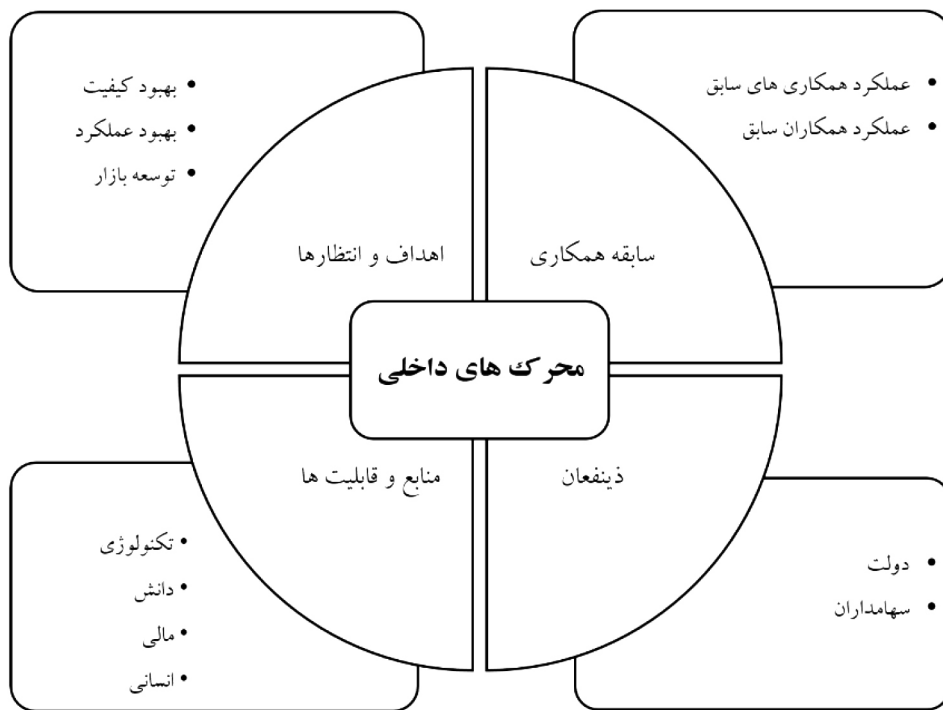 عملکرد همکاری های سابق
عملکرد همکاران سابق
سابقه همکاری
بهبود کیفیت
بهبود عملکرد
توسعه بازار
اهداف و انتظارها
محرک های داخلی
ذینفعان
دولت
سهامداران
منابع و قابلیت ها
تکنولوژی
دانش
مالی
انسانی